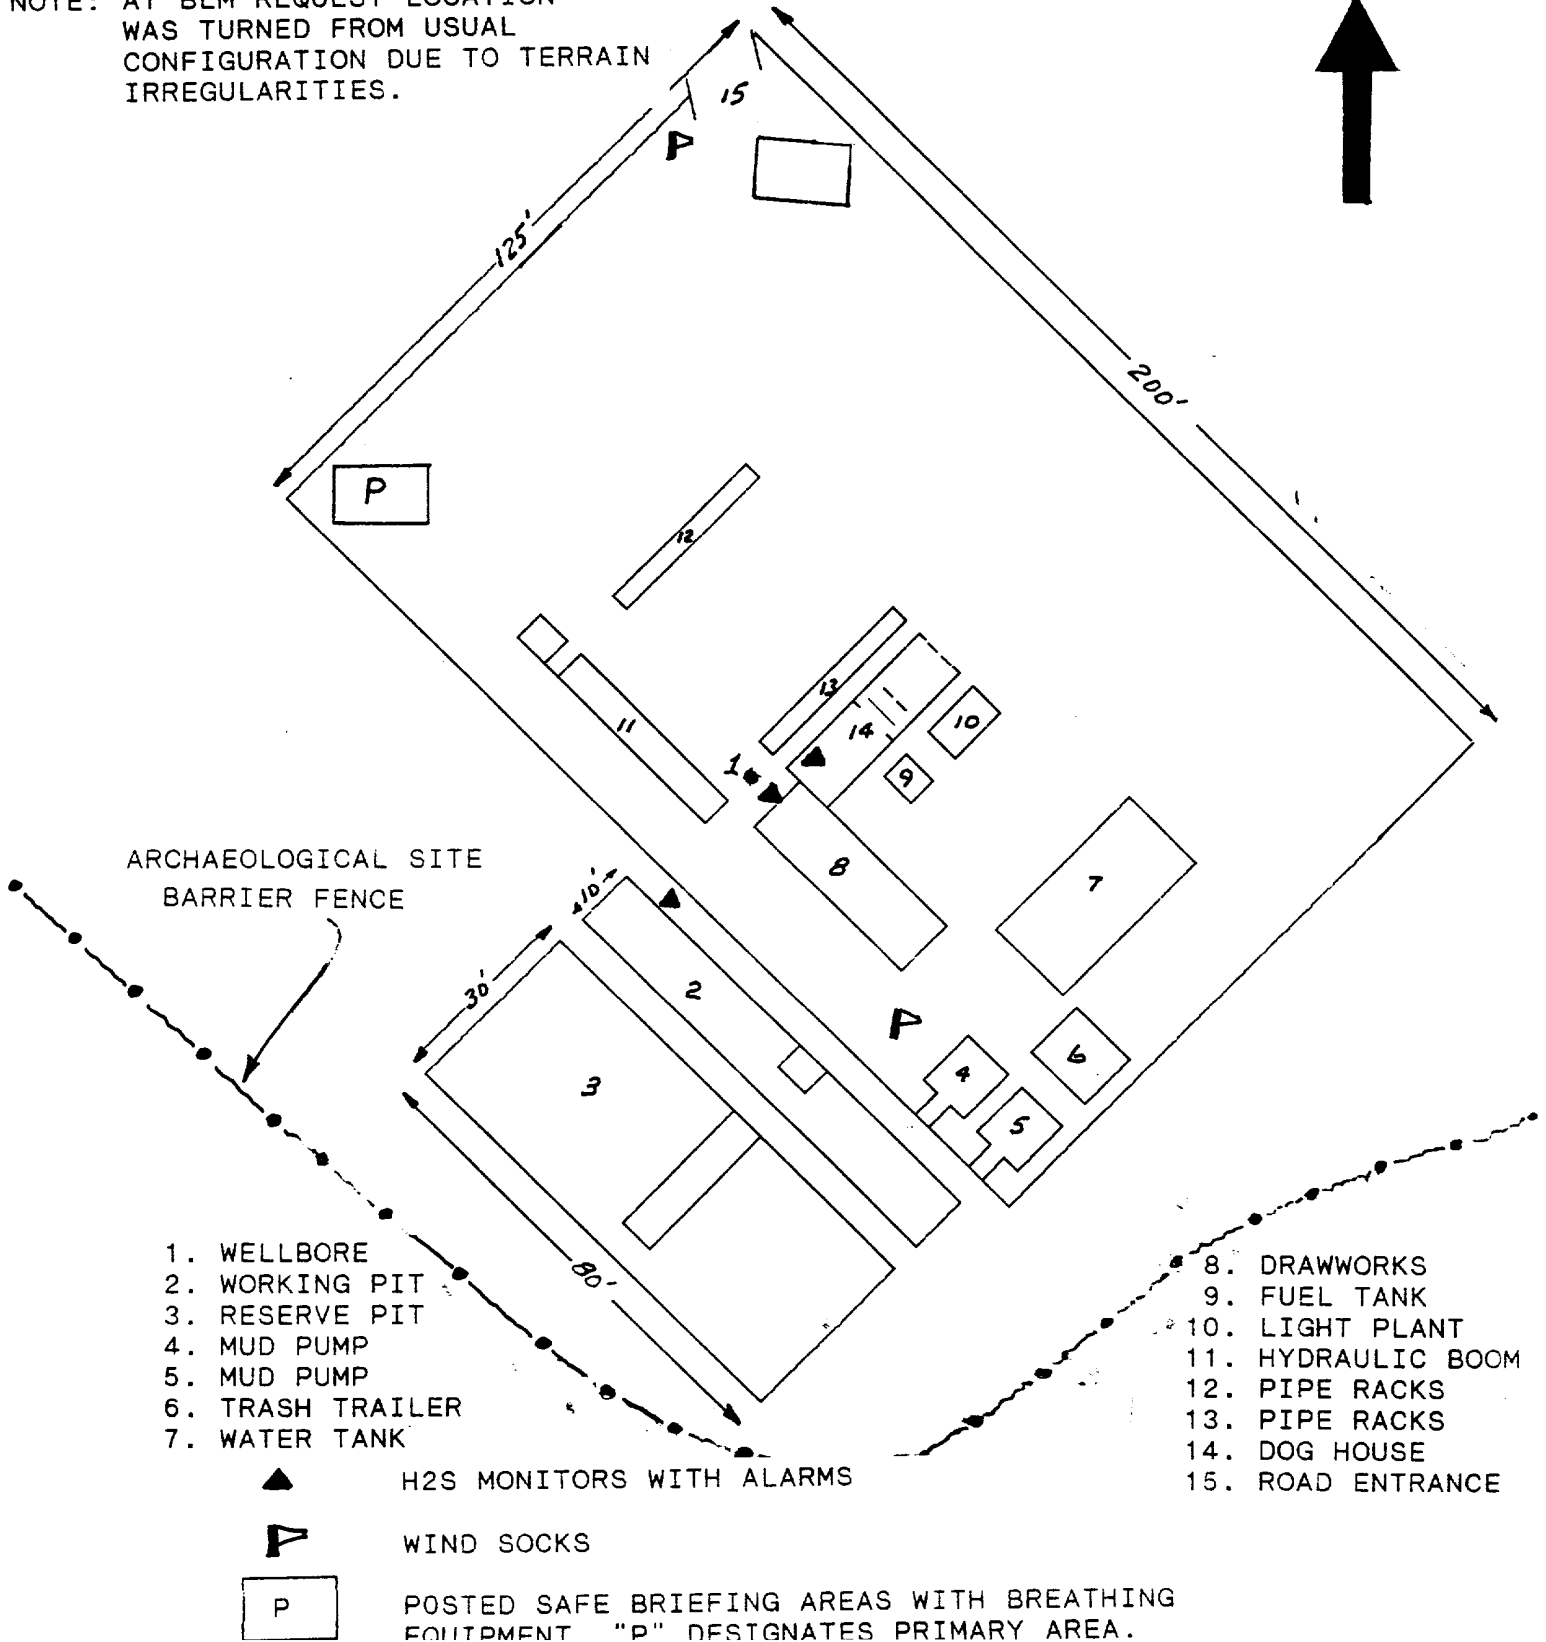 NOTE: AT BLM REQUEST LOCATION
WAS TURNED FROM USUAL
CONFIGURATION DUE TO TERRAIN
IRREGULARITIES.
15
125'
200'
P
12
13
11
14
10
1
9
8
7
ARCHAEOLOGICAL SITE
BARRIER FENCE
10'
30'
2
3
4
6
5
80'
1. WELLBORE
2. WORKING PIT
3. RESERVE PIT
4. MUD PUMP
5. MUD PUMP
6. TRASH TRAILER
7. WATER TANK
8. DRAWWORKS
9. FUEL TANK
10. LIGHT PLANT
11. HYDRAULIC BOOM
12. PIPE RACKS
13. PIPE RACKS
14. DOG HOUSE
15. ROAD ENTRANCE
H2S MONITORS WITH ALARMS
WIND SOCKS
P
POSTED SAFE BRIEFING AREAS WITH BREATHING
EQUIPMENT "P" DESIGNATES PRIMARY AREA.